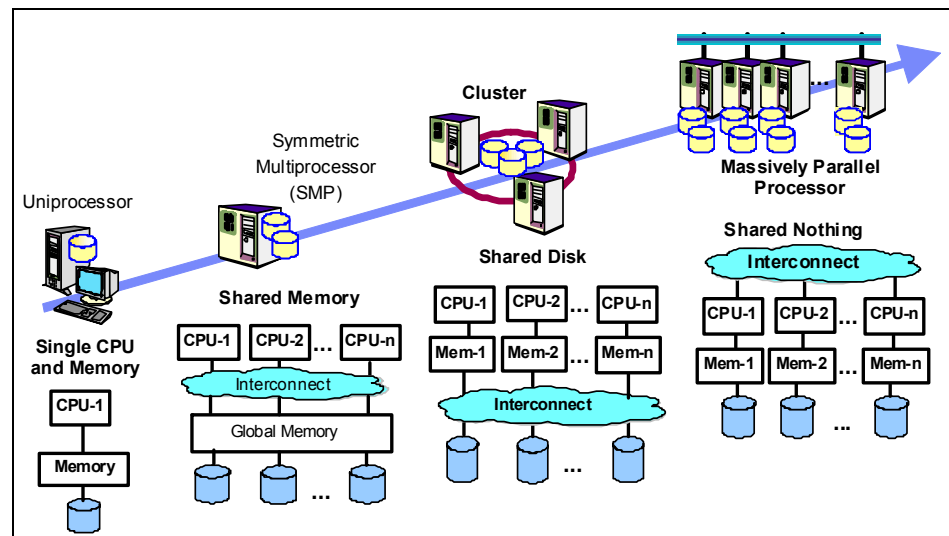 Uniprocessor
Single CPU
and Memory
CPU-1
Memory
Symmetric
Multiprocessor
(SMP)
Shared Memory
CPU-1 CPU-2 ... CPU-n
Interconnect
Global Memory
...
Cluster
Shared Disk
CPU-1 CPU-2 ... CPU-n
Mem-1 Mem-2 ... Mem-n
Interconnect
...
...
Massively Parallel
Processor
Shared Nothing
Interconnect
CPU-1 CPU-2 ... CPU-n
Mem-1 Mem-2 ... Mem-n
...